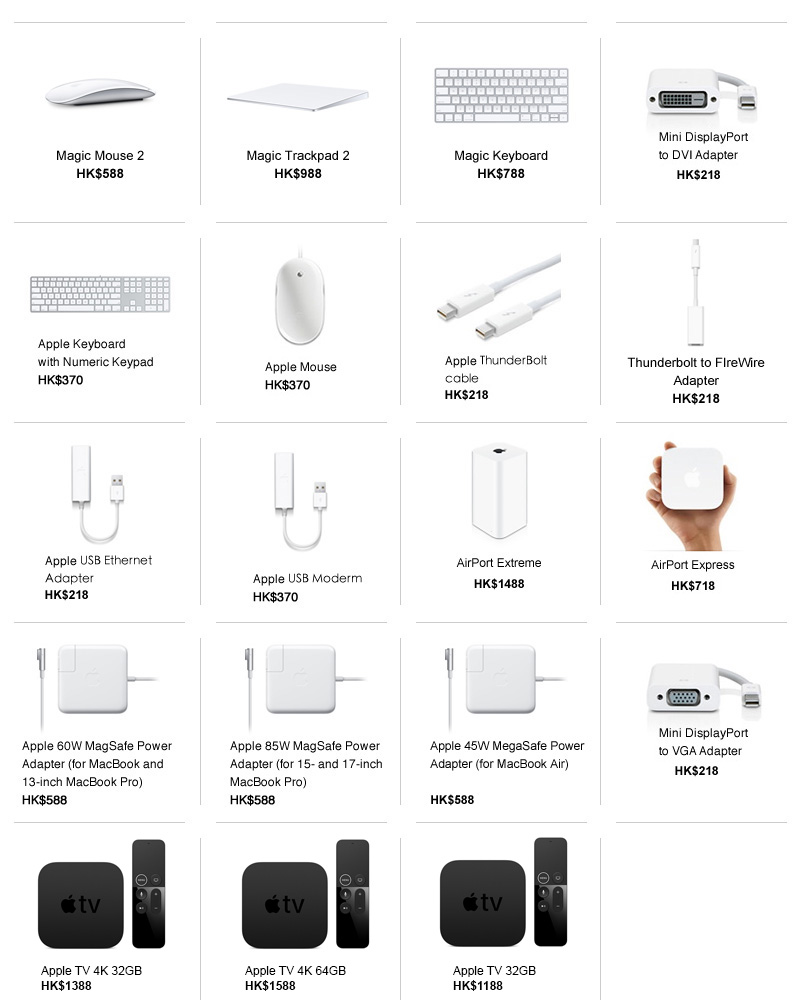 Magic Mouse 2
HK$588
Magic Trackpad 2
HK$988
Magic Keyboard
HK$788
Mini DisplayPort
to DVI Adapter
HK$218
Apple Keyboard
with Numeric Keypad
HK$370
Apple Mouse
HK$370
Apple ThunderBolt
cable
HK$218
Thunderbolt to FIreWire
Adapter
HK$218
Apple USB Ethernet
Adapter
HK$218
Apple USB Moderm
HK$370
AirPort Extreme
HK$1488
AirPort Express
HK$718
Apple 60W MagSafe Power
Adapter (for MacBook and
13-inch MacBook Pro)
HK$588
Apple 85W MagSafe Power
Adapter (for 15- and 17-inch
MacBook Pro)
HK$588
Apple 45W MegaSafe Power
Adapter (for MacBook Air)
HK$588
Mini DisplayPort
to VGA Adapter
HK$218
tv
MENU
Apple TV 4K 32GB
HK$1388
tv
MENU
Apple TV 4K 64GB
HK$1588
tv
MENU
Apple TV 32GB
HK$1188